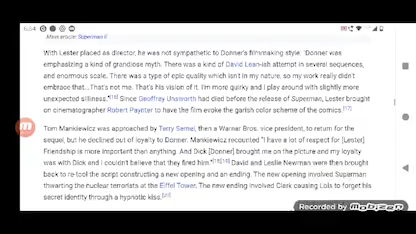 5:54
Main article: Superman II
With Lester placed as director, he was not sympathetic to Donner's filmmaking style. "Donner was
emphasizing a kind of grandiose myth. There was a kind of David Lean-ish attempt in several sequences,
and enormous scale. There was a type of epic quality which isn't in my nature, so my work really didn't
embrace that...That's not me. That's his vision of it. I'm more quirky and I play around with slightly more
unexpected silliness."[16] Since Geoffrey Unsworth had died before the release of Superman, Lester brought
on cinematographer Robert Paynter to have the film evoke the garish color scheme of the comics.[17]
Tom Mankiewicz was approached by Terry Semel, then a Warner Bros. vice president, to return for the
sequel, but he declined out of loyalty to Donner. Mankiewicz recounted "I have a lot of respect for [Lester]
Friendship is more important than anything. And Dick [Donner] brought me on the picture and my loyalty
was with Dick and I couldn't believe that they fired him."[18][19] David and Leslie Newman were then brought
back to re-tool the script constructing a new opening and an ending. The new opening involved Superman
thwarting the nuclear terrorists at the Eiffel Tower. The new ending involved Clark causing Lois to forget his
secret identity through a hypnotic kiss.[20]
Recorded by Mobizen